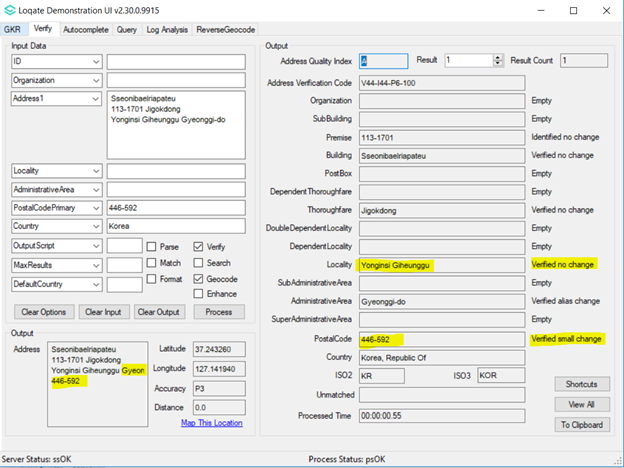 Loqate Demonstration UI v2.30.0.9915
GKR Verify Autocomplete Query Log Analysis ReverseGeocode
Input Data
ID
Organization
Address1
Sseonibaelriapateu
113-1701 Jigokdong
Yonginsi Giheunggu Gyeonggi-do
Locality
AdministrativeArea
PostalCodePrimary 446-592
Country Korea
OutputScript Parse Verify
MaxResults Match Search
DefaultCountry Format Geocode
Enhance
Clear Options Clear Input Clear Output Process
Output
Address
Sseonibaelriapateu
113-1701 Jigokdong
Yonginsi Giheunggu Gyeon
446-592
Latitude 37.243260
Longitude 127.141940
Accuracy P3
Distance 0.0
Map This Location
Output
Address Quality Index A Result 1 Result Count 1
Address Verification Code V44-I44-P6-100
Organization Empty
SubBuilding Empty
Premise 113-1701 Identified no change
Building Sseonibaelriapateu Verified no change
PostBox Empty
DependentThoroughfare Empty
Thoroughfare Jigokdong Verified no change
DoubleDependentLocality Empty
DependentLocality Empty
Locality Yonginsi Giheunggu Verified no change
SubAdministrativeArea Empty
AdministrativeArea Gyeonggi-do Verified alias change
SuperAdministrativeArea Empty
PostalCode 446-592 Verified small change
Country Korea, Republic Of
ISO2 KR ISO3 KOR
Unmatched
Processed Time 00:00:00.55
Shortcuts
View All
To Clipboard
Server Status: ssOK Process Status: psOK